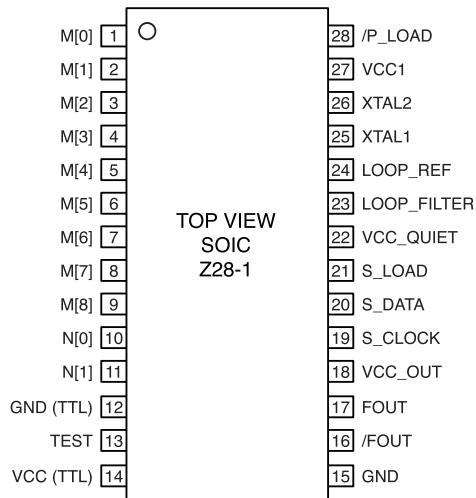 M[0] 1 28 /P_LOAD
M[1] 2 27 VCC1
M[2] 3 26 XTAL2
M[3] 4 25 XTAL1
M[4] 5 24 LOOP_REF
M[5] 6 23 LOOP_FILTER
M[6] 7 22 VCC_QUIET
M[7] 8 21 S_LOAD
M[8] 9 20 S_DATA
N[0] 10 19 S_CLOCK
N[1] 11 18 VCC_OUT
GND (TTL) 12 17 FOUT
TEST 13 16 /FOUT
VCC (TTL) 14 15 GND
TOP VIEW
SOIC
Z28-1